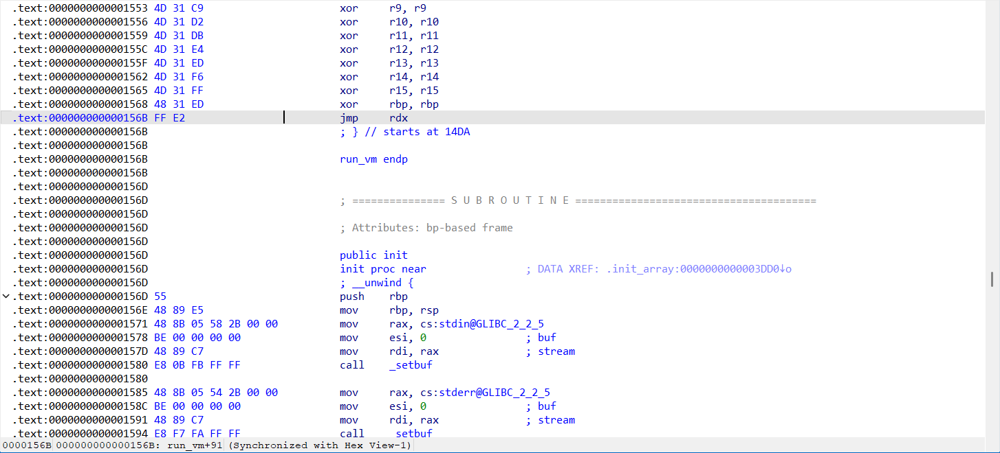 .text:0000000000001553 4D 31 C9 xor r9, r9
.text:0000000000001556 4D 31 D2 xor r10, r10
.text:0000000000001559 4D 31 DB xor r11, r11
.text:000000000000155C 4D 31 E4 xor r12, r12
.text:000000000000155F 4D 31 ED xor r13, r13
.text:0000000000001562 4D 31 F6 xor r14, r14
.text:0000000000001565 4D 31 FF xor r15, r15
.text:0000000000001568 48 31 ED xor rbp, rbp
.text:000000000000156B FF E2 jmp rdx
.text:000000000000156B ; } // starts at 14DA
.text:000000000000156B
.text:000000000000156B run_vm endp
.text:000000000000156B
.text:000000000000156D
.text:000000000000156D ; =============== S U B R O U T I N E =======================================
.text:000000000000156D
.text:000000000000156D ; Attributes: bp-based frame
.text:000000000000156D
.text:000000000000156D public init
.text:000000000000156D init proc near ; DATA XREF: .init_array:0000000000003DD0↓o
.text:000000000000156D ; __unwind {
.text:000000000000156D 55 push rbp
.text:000000000000156E 48 89 E5 mov rbp, rsp
.text:0000000000001571 48 8B 05 58 2B 00 00 mov rax, cs:stdin@GLIBC_2_2_5
.text:0000000000001578 BE 00 00 00 00 mov esi, 0 ; buf
.text:000000000000157D 48 89 C7 mov rdi, rax ; stream
.text:0000000000001580 E8 0B FB FF FF call _setbuf
.text:0000000000001580
.text:0000000000001585 48 8B 05 54 2B 00 00 mov rax, cs:stderr@GLIBC_2_2_5
.text:000000000000158C BE 00 00 00 00 mov esi, 0 ; buf
.text:0000000000001591 48 89 C7 mov rdi, rax ; stream
.text:0000000000001594 E8 F7 FA FF FF call _setbuf
0000156B 000000000000156B: run_vm+91 (Synchronized with Hex View-1)